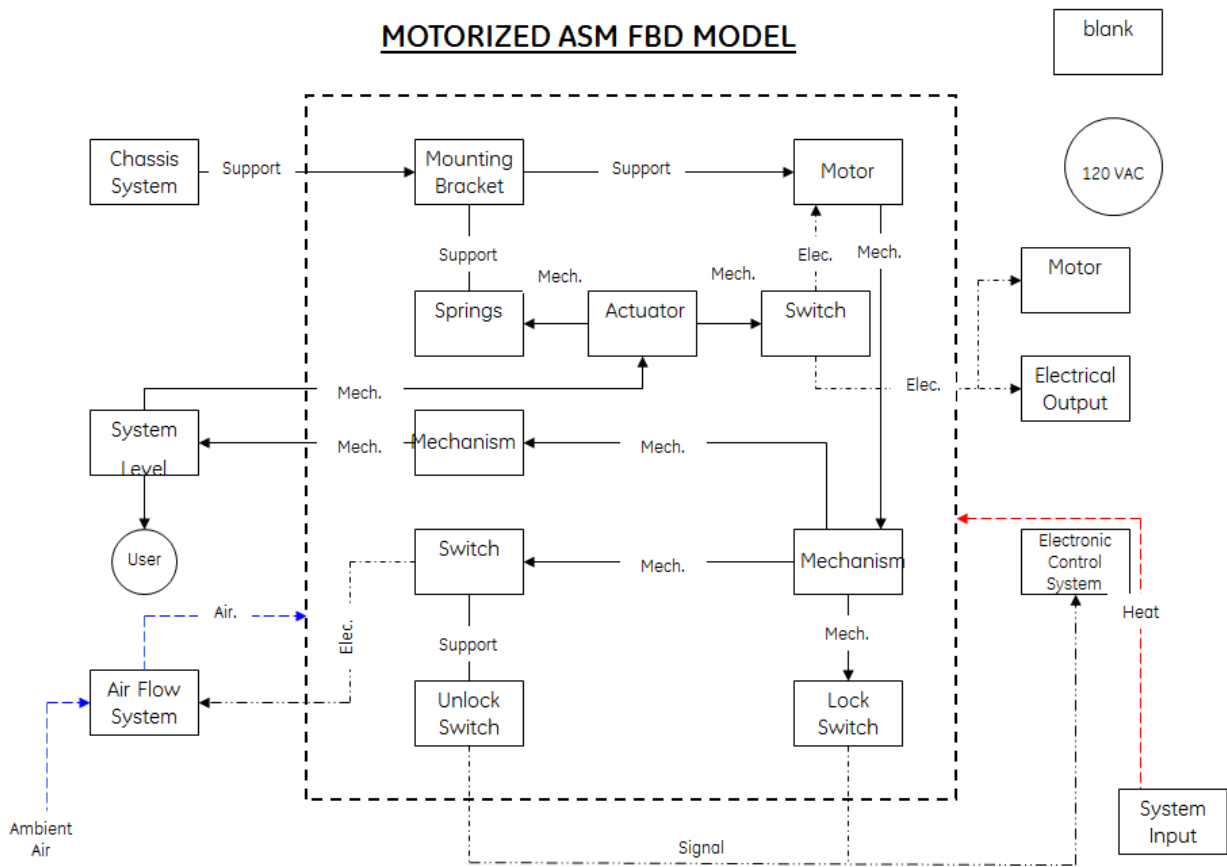 MOTORIZED ASM FBD MODEL
blank
120 VAC
Chassis
System
Support
Mounting
Bracket
Support
Motor
Support
Mech.
Mech.
Elec.
Mech.
Motor
Springs
Actuator
Switch
Mech.
Elec.
Electrical
Output
System
Level
Mech.
Mechanism
Mech.
User
Switch
Mech.
Mechanism
Electronic
Control
System
Air.
Elec.
Support
Mech.
Heat
Air Flow
System
Unlock
Switch
Lock
Switch
Ambient
Air
Signal
System
Input